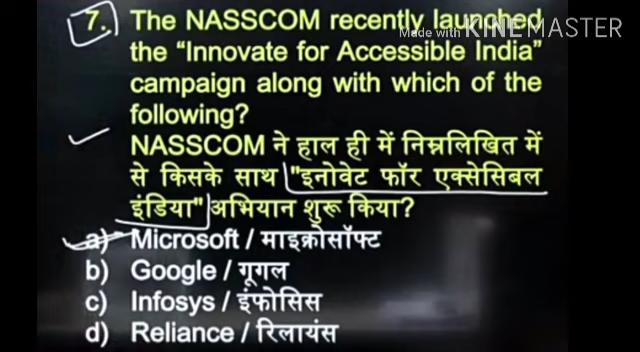 Made with KINEMASTER
7. The NASSCOM recently launched
the “Innovate for Accessible India”
campaign along with which of the
following?
NASSCOM ने हाल ही में निम्नलिखित में
से किसके साथ "इनोवेट फॉर एक्सेसिबल
इंडिया" अभियान शुरू किया?
a) Microsoft / माइक्रोसॉफ्ट
b) Google / गूगल
c) Infosys / इंफोसिस
d) Reliance / रिलायंस